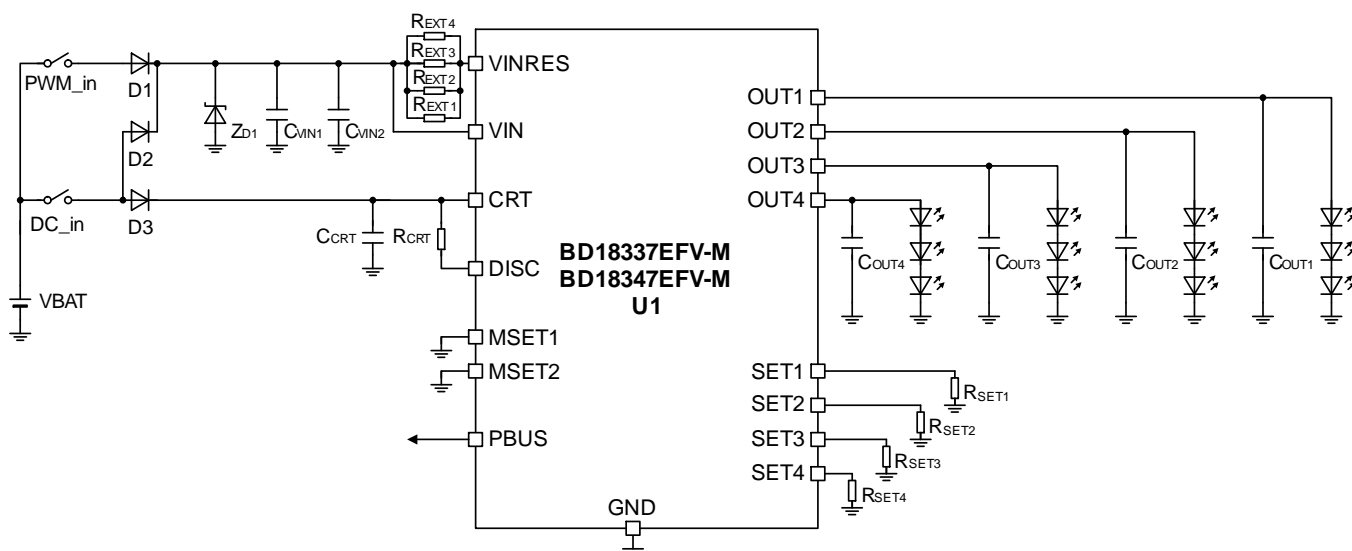 REXT4
REXT3
REXT2
REXT1
PWM_in
D1
D2
DC_in
D3
VBAT
ZD1
CVIN1
CVIN2
CCRT
RCRT
VINRES
VIN
CRT
DISC
MSET1
MSET2
PBUS
BD18337EFV-M
BD18347EFV-M
U1
GND
OUT1
OUT2
OUT3
OUT4
COUT4
COUT3
COUT2
COUT1
SET1
SET2
SET3
SET4
RSET1
RSET2
RSET3
RSET4